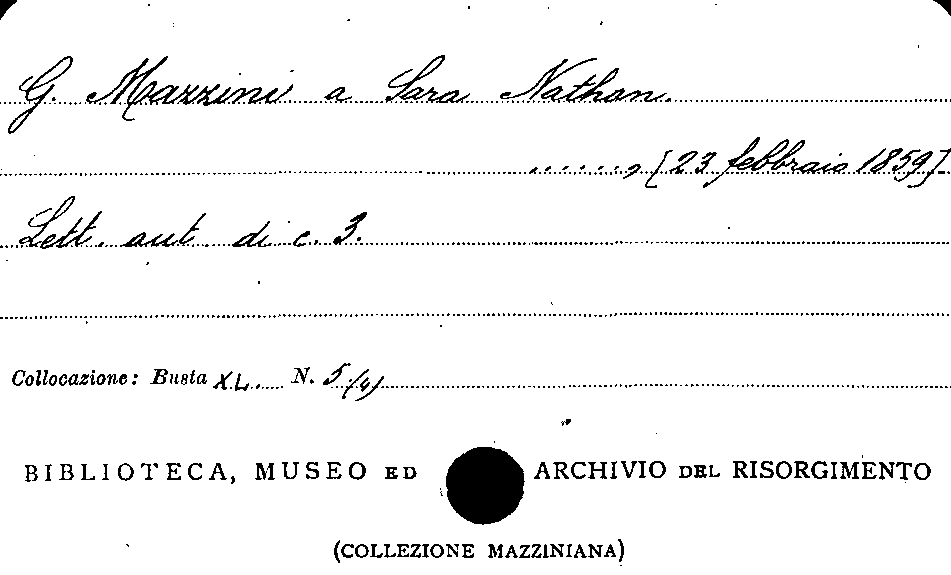 G. Mazzini a Sara Nathan.
......, [23 febbraio 1859]
Lett. aut. di c. 3.
Collocazione: Busta XL. N. 5 (4)
BIBLIOTECA, MUSEO ED ARCHIVIO DEL RISORGIMENTO
(COLLEZIONE MAZZINIANA)